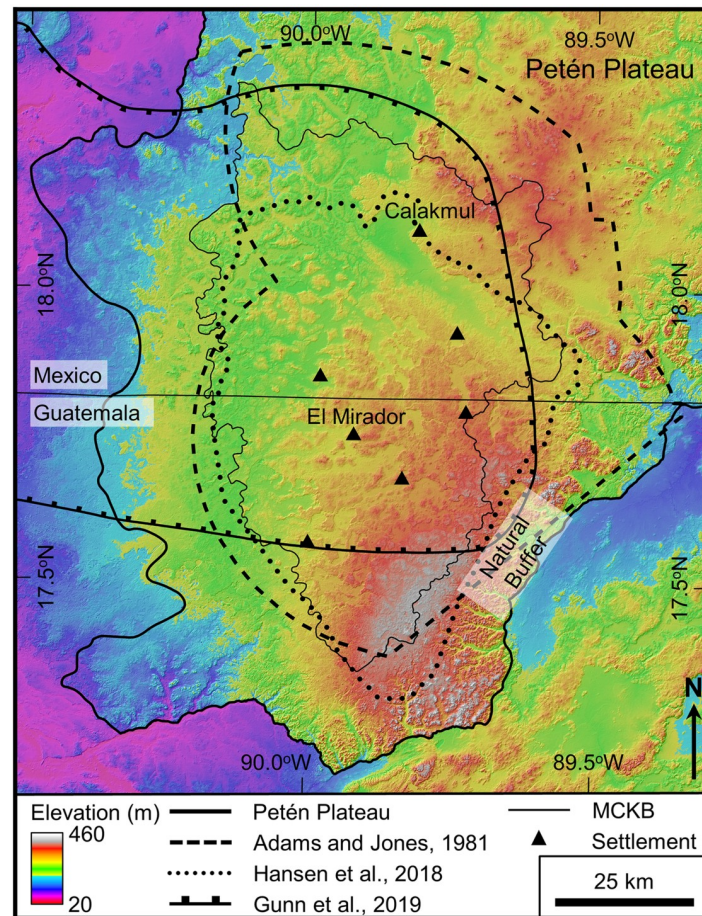 90.0°W
89.5°W
Petén Plateau
Calakmul
18.0°N
18.0°N
Mexico
Guatemala
El Mirador
Natural
Buffer
17.5°N
17.5°N
N
90.0°W
89.5°W
Elevation (m)
460
20
Petén Plateau
Adams and Jones, 1981
Hansen et al., 2018
Gunn et al., 2019
MCKB
Settlement
25 km